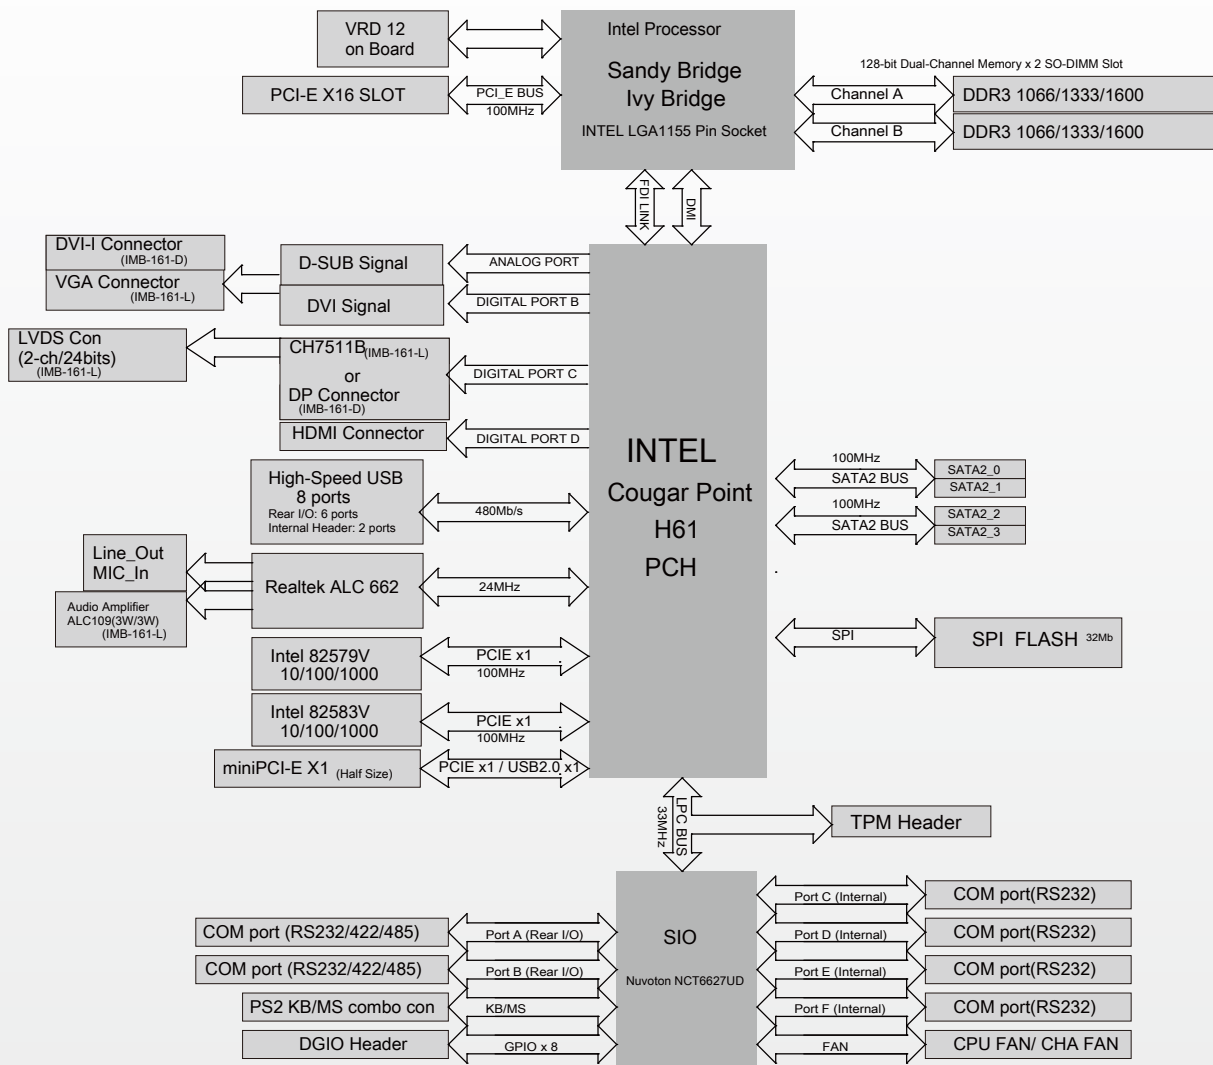 VRD 12
on Board
Intel Processor
Sandy Bridge
Ivy Bridge
INTEL LGA1155 Pin Socket
PCI-E X16 SLOT
PCI_E BUS
100MHz
128-bit Dual-Channel Memory x 2 SO-DIMM Slot
Channel A
DDR3 1066/1333/1600
Channel B
DDR3 1066/1333/1600
FDI LINK
DMI
DVI-I Connector
(IMB-161-D)
VGA Connector
(IMB-161-L)
D-SUB Signal
ANALOG PORT
DVI Signal
DIGITAL PORT B
LVDS Con
(2-ch/24bits)
(IMB-161-L)
CH7511B(IMB-161-L)
or
DP Connector
(IMB-161-D)
DIGITAL PORT C
HDMI Connector
DIGITAL PORT D
INTEL
Cougar Point
H61
PCH
High-Speed USB
8 ports
Rear I/O: 6 ports
Internal Header: 2 ports
480Mb/s
100MHz
SATA2 BUS
SATA2_0
SATA2_1
100MHz
SATA2 BUS
SATA2_2
SATA2_3
Line_Out
MIC_In
Audio Amplifier
ALC109(3W/3W)
(IMB-161-L)
Realtek ALC 662
24MHz
SPI
SPI FLASH 32Mb
Intel 82579V
10/100/1000
PCIE x1
100MHz
Intel 82583V
10/100/1000
PCIE x1
100MHz
miniPCI-E X1 (Half Size)
PCIE x1 / USB2.0 x1
LPC BUS
33MHz
TPM Header
SIO
Nuvoton NCT6627UD
COM port (RS232/422/485)
Port A (Rear I/O)
COM port (RS232/422/485)
Port B (Rear I/O)
PS2 KB/MS combo con
KB/MS
DGIO Header
GPIO x 8
Port C (Internal)
COM port(RS232)
Port D (Internal)
COM port(RS232)
Port E (Internal)
COM port(RS232)
Port F (Internal)
COM port(RS232)
FAN
CPU FAN/ CHA FAN